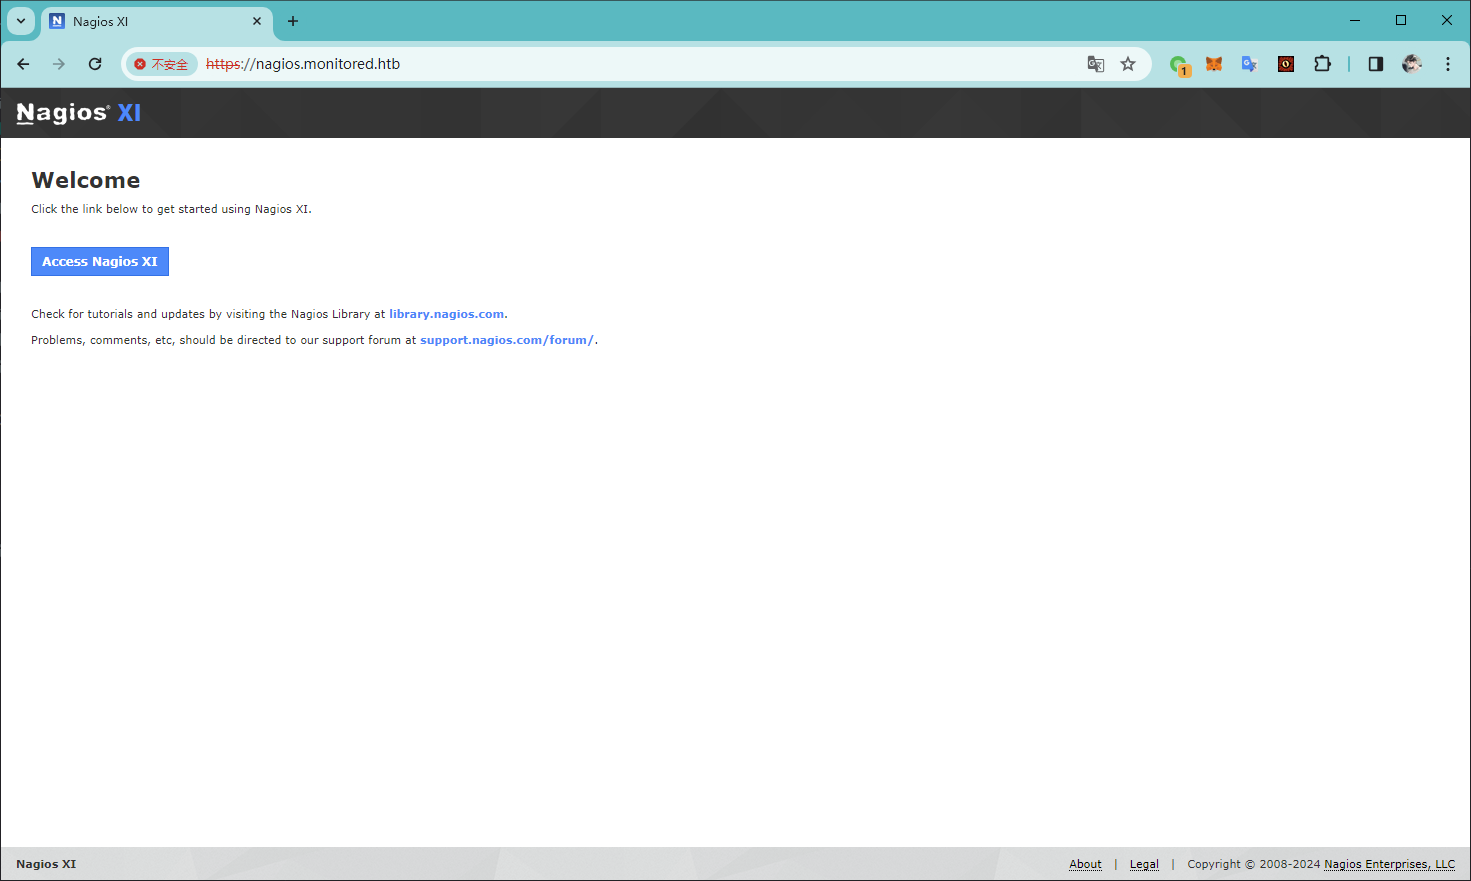 Nagios XI
不安全 https://nagios.monitored.htb
1
Nagios® XI
Welcome
Click the link below to get started using Nagios XI.
Access Nagios XI
Check for tutorials and updates by visiting the Nagios Library at library.nagios.com.
Problems, comments, etc, should be directed to our support forum at support.nagios.com/forum/.
Nagios XI About | Legal | Copyright © 2008-2024 Nagios Enterprises, LLC